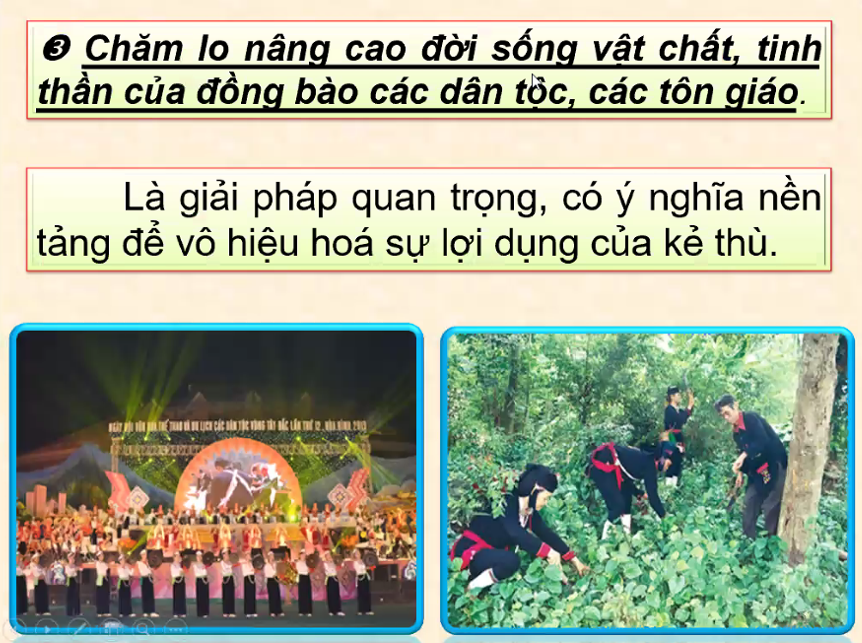 ❸ Chăm lo nâng cao đời sống vật chất, tinh
thần của đồng bào các dân tộc, các tôn giáo.
Là giải pháp quan trọng, có ý nghĩa nền
tảng để vô hiệu hoá sự lợi dụng của kẻ thù.
NGÀY HỘI VĂN HÓA THỂ THAO VÀ DU LỊCH CÁC DÂN TỘC VÙNG TÂY BẮC LẦN THỨ 12, HÒA BÌNH 2013